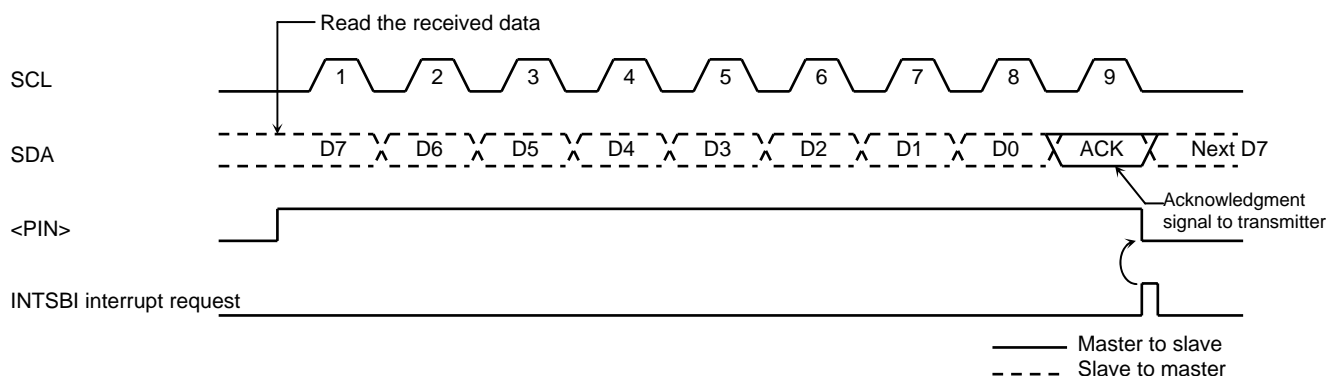 Read the received data
SCL
1 2 3 4 5 6 7 8 9
SDA
D7 D6 D5 D4 D3 D2 D1 D0 ACK Next D7
Acknowledgment
signal to transmitter
<PIN>
INTSBI interrupt request
Master to slave
Slave to master